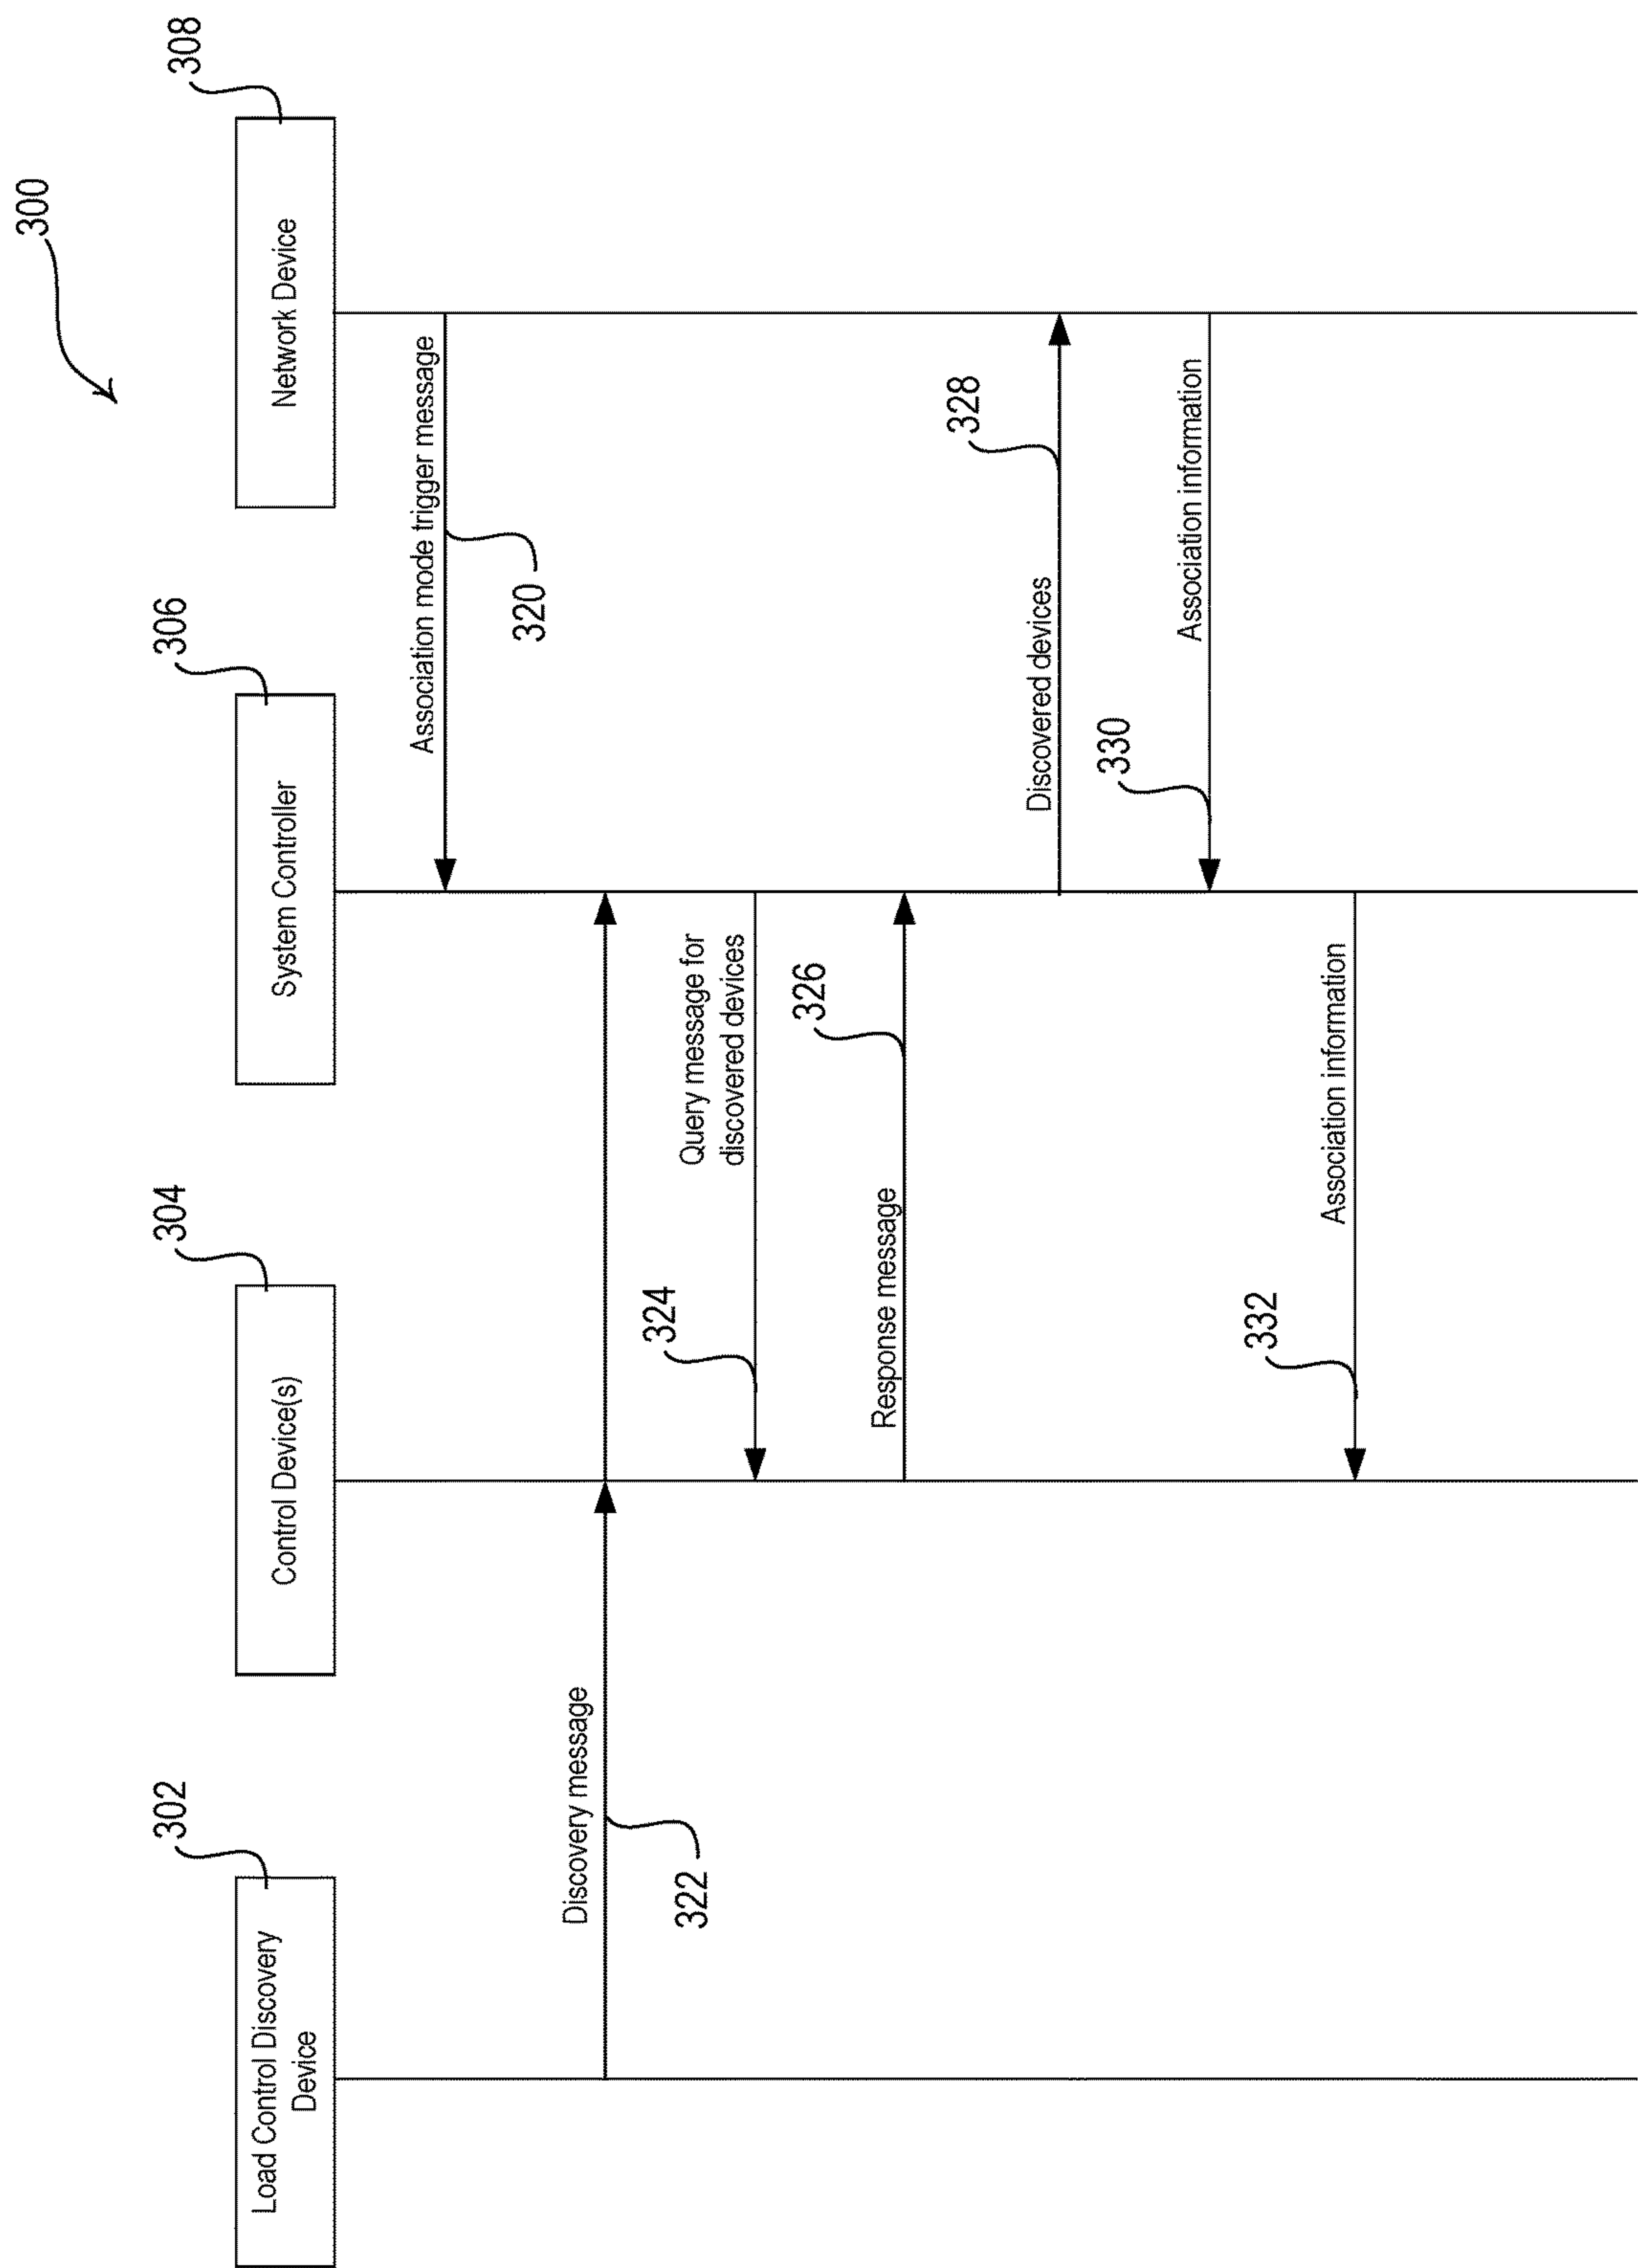 300
302
304
306
308
Load Control Discovery
Device
Control Device(s)
System Controller
Network Device
Association mode trigger message
320
Discovery message
322
Query message for
discovered devices
324
326
Response message
328
Discovered devices
330
Association information
332
Association information